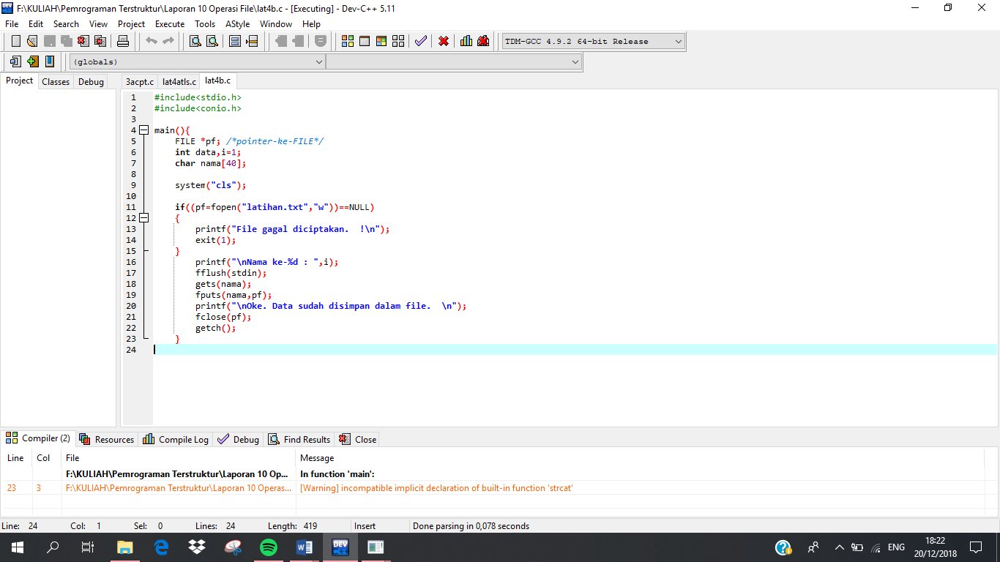 F:\KULIAH\Pemrograman Terstruktur\Laporan 10 Operasi File\lat4b.c - [Executing] - Dev-C++ 5.11
File Edit Search View Project Execute Tools AStyle Window Help
TDM-GCC 4.9.2 64-bit Release
(globals)
Project Classes Debug 3acpt.c lat4atls.c lat4b.c
1 #include<stdio.h>
2 #include<conio.h>
3
4 main(){
5 FILE *pf; /*pointer-ke-FILE*/
6 int data,i=1;
7 char nama[40];
8
9 system("cls");
10
11 if((pf=fopen("latihan.txt","w"))==NULL)
12 {
13 printf("File gagal diciptakan.  !\n");
14 exit(1);
15 }
16 printf("\nNama ke-%d : ",i);
17 fflush(stdin);
18 gets(nama);
19 fputs(nama,pf);
20 printf("\nOke. Data sudah disimpan dalam file.  \n");
21 fclose(pf);
22 getch();
23 }
24
Compiler (2) Resources Compile Log Debug Find Results Close
Line Col File Message
F:\KULIAH\Pemrograman Terstruktur\Laporan 10 Op... In function 'main':
23 3 F:\KULIAH\Pemrograman Terstruktur\Laporan 10 Operas... [Warning] incompatible implicit declaration of built-in function 'strcat'
Line: 24 Col: 1 Sel: 0 Lines: 24 Length: 419 Insert Done parsing in 0,078 seconds
DEV
ENG
18:22
20/12/2018